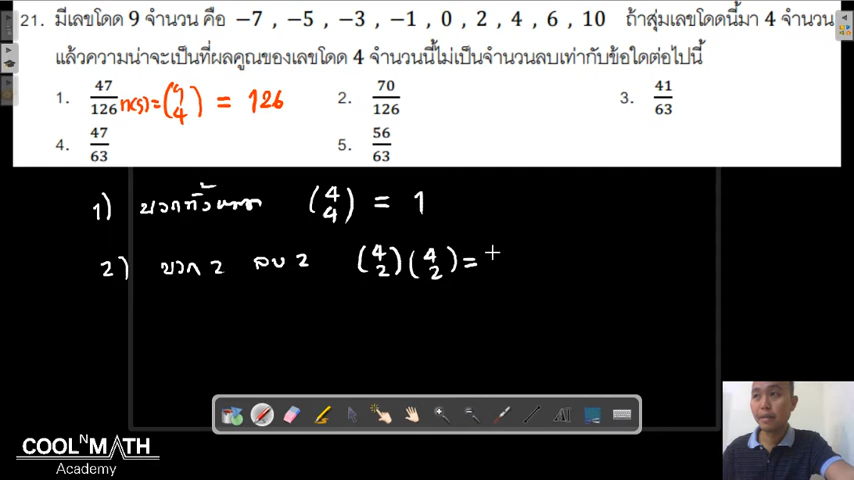 21. มีเลขโดด 9 จำนวน คือ −7 , −5 , −3 , −1 , 0 , 2 , 4 , 6 , 10 ถ้าสุ่มเลขโดดนี้มา 4 จำนวน
แล้วความน่าจะเป็นที่ผลคูณของเลขโดด 4 จำนวนนี้ไม่เป็นจำนวนลบเท่ากับข้อใดต่อไปนี้
1. 47/126 n(s)=(9 4) = 126 2. 70/126 3. 41/63
4. 47/63 5. 56/63
1) บวกทั้งหมด (4 4) = 1
2) บวก 2 ลบ 2 (4 2)(4 2)=
COOL N MATH
Academy